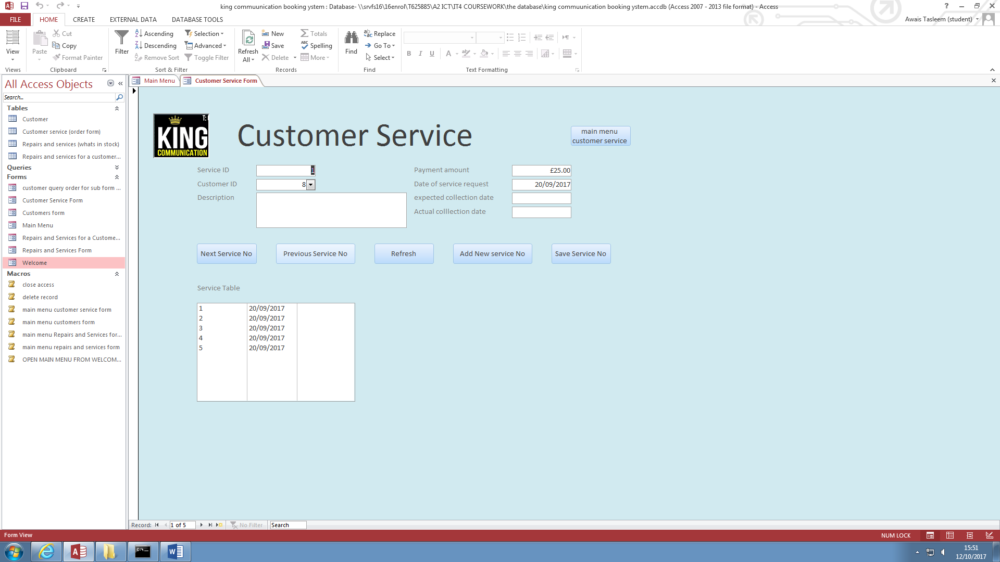 king commuunication booking ystem : Database- \\srvfs16\16enrol\T625885\A2 ICT\IT4 COURSEWORK\the database\king commuunication booking ystem.accdb (Access 2007 - 2013 file format) - Access
FILE HOME CREATE EXTERNAL DATA DATABASE TOOLS
Awais Tasleem (student)
View
Views
Paste
Cut
Copy
Format Painter
Clipboard
Filter
Ascending
Descending
Remove Sort
Selection
Advanced
Toggle Filter
Sort & Filter
Refresh
All
New
Save
Delete
Totals
Spelling
More
Records
Find
Replace
Go To
Select
Find
B I U A
Text Formatting
All Access Objects
Search...
Tables
Customer
Customer service (order form)
Repairs and services (whats in stock)
Repairs and services for a customer...
Queries
Forms
customer query order for sub form ...
Customer Service Form
Customers form
Main Menu
Repairs and Services for a Custome...
Repairs and Services Form
Welcome
Macros
close access
delete record
main menu customer service form
main menu customers form
main menu Repairs and Services for...
main menu repairs and services form
OPEN MAIN MENU FROM WELCOM...
Main Menu
Customer Service Form
T:
KING
COMMUNICATION
Customer Service
main menu
customer service
Service ID 1
Customer ID 8
Description
Payment amount £25.00
Date of service request 20/09/2017
expected collection date
Actual colllection date
Next Service No
Previous Service No
Refresh
Add New service No
Save Service No
Service Table
1 20/09/2017
2 20/09/2017
3 20/09/2017
4 20/09/2017
5 20/09/2017
Record: 1 of 5 No Filter Search
Form View
NUM LOCK
15:51
12/10/2017